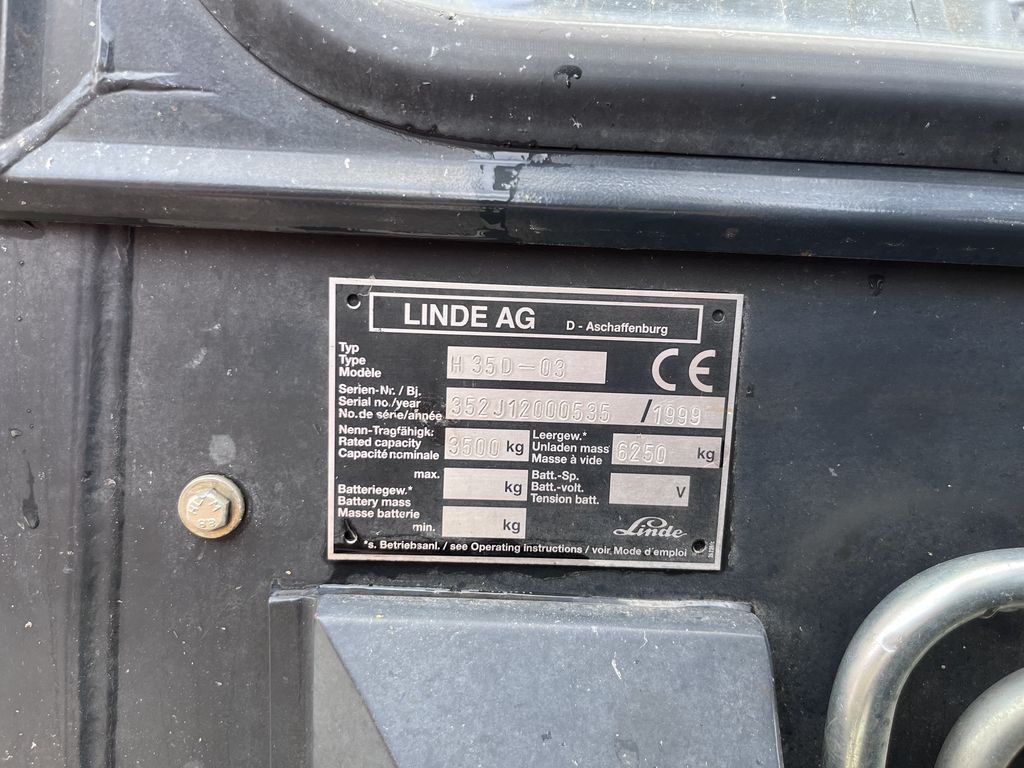 LINDE AG D - Aschaffenburg
Typ
Type
Modèle
H 35D-03
CE
Serien-Nr. / Bj.
Serial no./year
No.de série/année
352J12000535 / 1999
Nenn-Tragfähigk.
Rated capacity
Capacité nominale
3500 kg
Leergew.*
Unladen mass
Masse à vide
6250 kg
max.
kg
Batteriegew.*
Battery mass
Masse batterie
min.
kg
Batt.-Sp.
Batt.-volt.
Tension batt.
V
Linde
*s. Betriebsanl. / see Operating instructions / voir Mode d'emploi
8.8